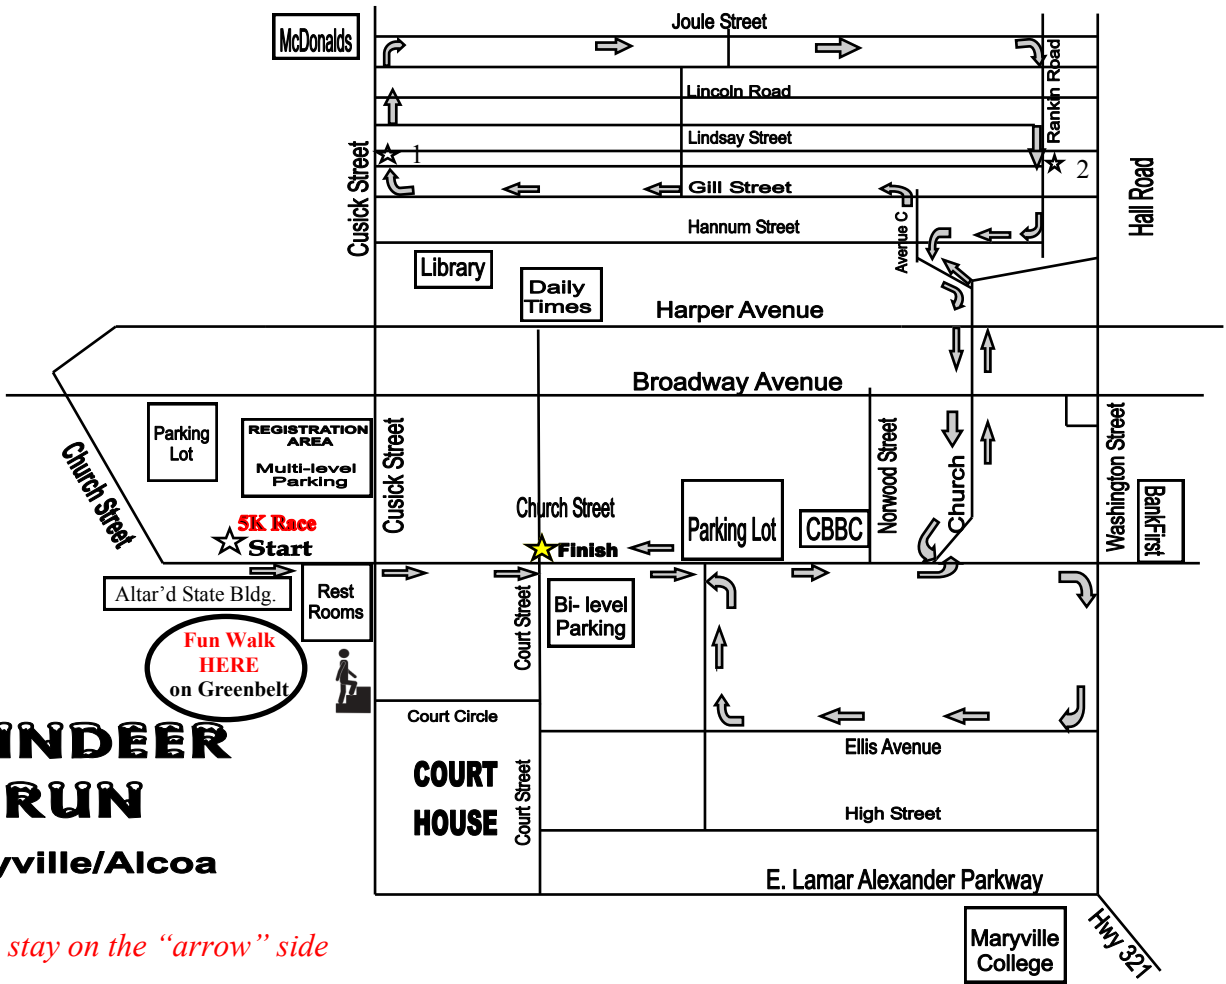 Joule Street
McDonalds
Rankin Road
Lincoln Road
Lindsay Street
1
2
Cusick Street
Gill Street
Hall Road
Hannum Street
Avenue C
Library
Daily
Times
Harper Avenue
Broadway Avenue
Parking
Lot
REGISTRATION
AREA
Multi-level
Parking
Church Street
Cusick Street
Norwood Street
Church
Washington Street
BankFirst
Church Street
Parking Lot
CBBC
5K Race
Start
Finish
Altar'd State Bldg.
Rest
Rooms
Court Street
Bi- level
Parking
Fun Walk
HERE
on Greenbelt
Court Circle
INDEER
RUN
Ellis Avenue
COURT
HOUSE
Court Street
High Street
yville/Alcoa
E. Lamar Alexander Parkway
stay on the “arrow” side
Maryville
College
Hwy 321